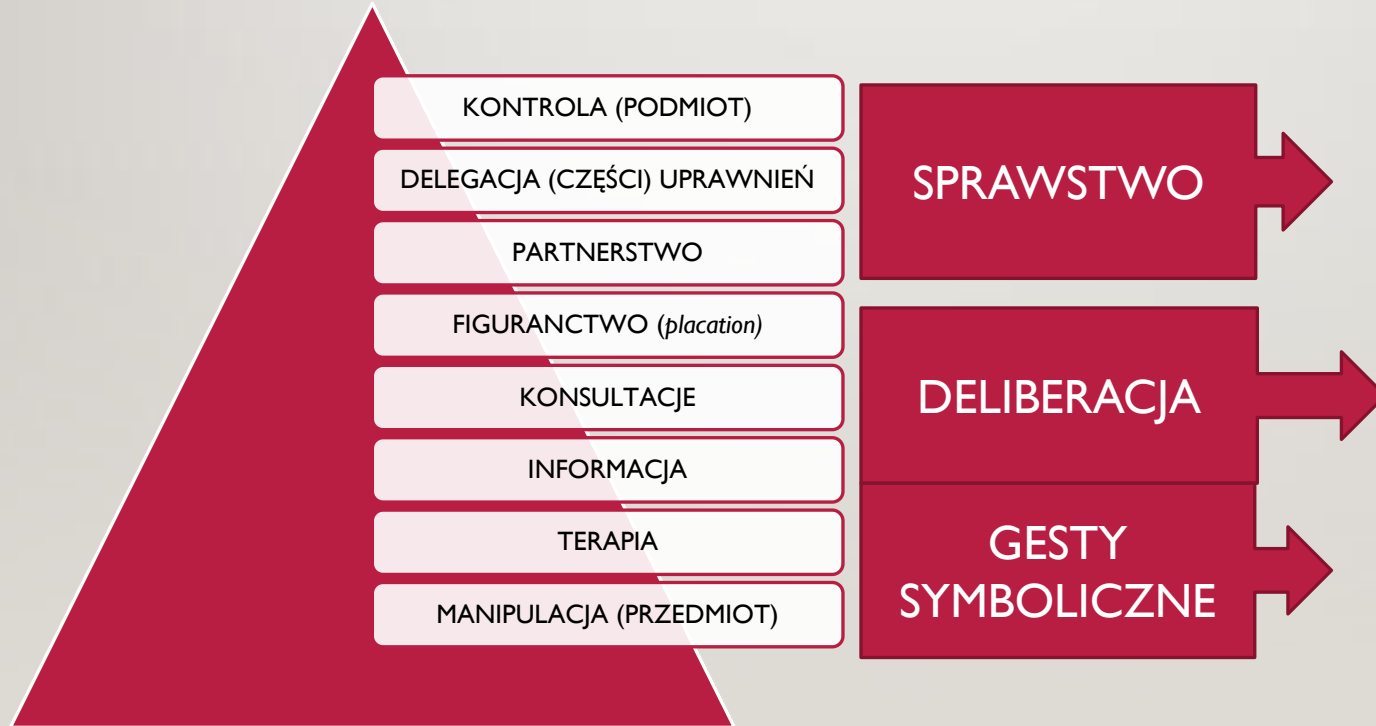 KONTROLA (PODMIOT)
DELEGACJA (CZĘŚCI) UPRAWNIEŃ
PARTNERSTWO
FIGURANCTWO (placation)
KONSULTACJE
INFORMACJA
TERAPIA
MANIPULACJA (PRZEDMIOT)
SPRAWSTWO
DELIBERACJA
GESTY
SYMBOLICZNE